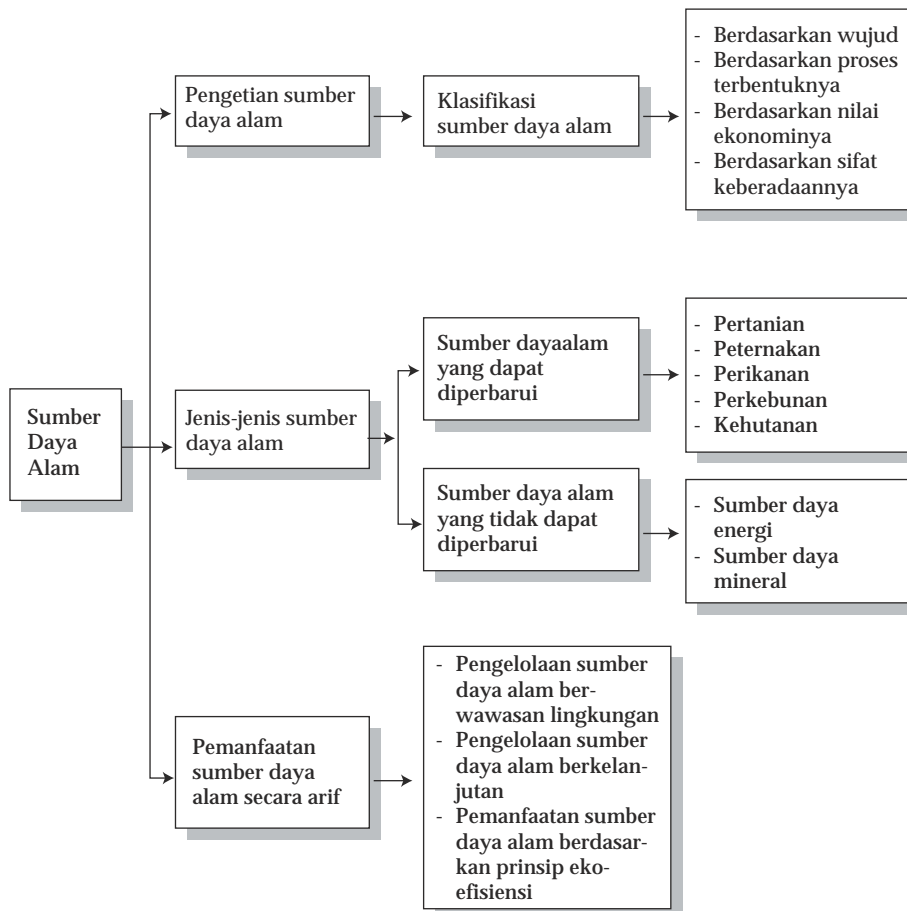 Sumber
Daya
Alam
Pengetian sumber
daya alam
Klasifikasi
sumber daya alam
- Berdasarkan wujud
- Berdasarkan proses
terbentuknya
- Berdasarkan nilai
ekonominya
- Berdasarkan sifat
keberadaannya
Jenis-jenis sumber
daya alam
Sumber dayaalam
yang dapat
diperbarui
- Pertanian
- Peternakan
- Perikanan
- Perkebunan
- Kehutanan
Sumber daya alam
yang tidak dapat
diperbarui
- Sumber daya
energi
- Sumber daya
mineral
Pemanfaatan
sumber daya
alam secara arif
- Pengelolaan sumber
daya alam ber-
wawasan lingkungan
- Pengelolaan sumber
daya alam berkelan-
jutan
- Pemanfaatan sumber
daya alam berdasar-
kan prinsip eko-
efisiensi